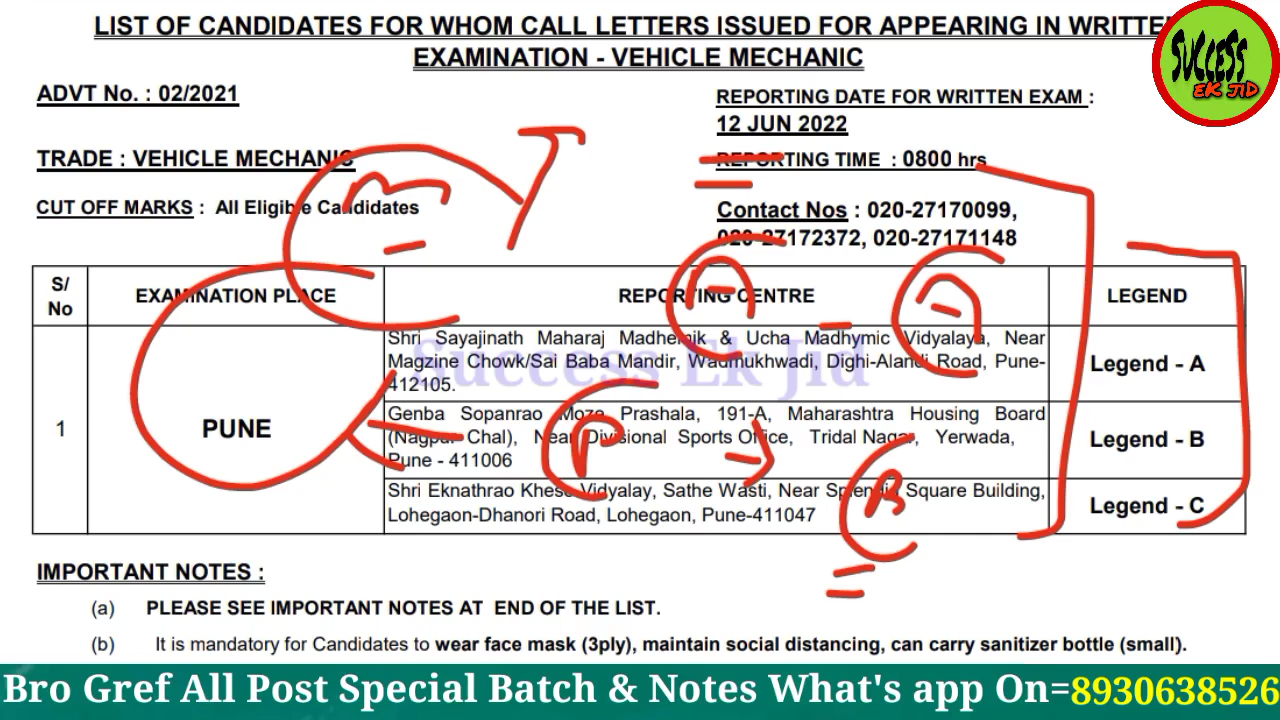 LIST OF CANDIDATES FOR WHOM CALL LETTERS ISSUED FOR APPEARING IN WRITTEN
EXAMINATION - VEHICLE MECHANIC
SUCCESS
EK JID
ADVT No. : 02/2021
REPORTING DATE FOR WRITTEN EXAM :
12 JUN 2022
TRADE : VEHICLE MECHANIC
REPORTING TIME : 0800 hrs
CUT OFF MARKS : All Eligible Candidates
Contact Nos : 020-27170099,
020-27172372, 020-27171148
S/
No
EXAMINATION PLACE
REPORTING CENTRE
LEGEND
1
PUNE
Shri Sayajinath Maharaj Madhemik & Ucha Madhymic Vidyalaya, Near
Magzine Chowk/Sai Baba Mandir, Wadmukhwadi, Dighi-Alandi Road, Pune-
412105.
Legend - A
Genba Sopanrao Moze Prashala, 191-A, Maharashtra Housing Board
(Nagpur Chal), Near Divisional Sports Office, Tridal Nagar, Yerwada,
Pune - 411006
Legend - B
Shri Eknathrao Khese Vidyalay, Sathe Wasti, Near Splendid Square Building,
Lohegaon-Dhanori Road, Lohegaon, Pune-411047
Legend - C
Success Ek Jid
P
B
IMPORTANT NOTES :
(a) PLEASE SEE IMPORTANT NOTES AT END OF THE LIST.
(b) It is mandatory for Candidates to wear face mask (3ply), maintain social distancing, can carry sanitizer bottle (small).
Bro Gref All Post Special Batch & Notes What's app On=8930638526